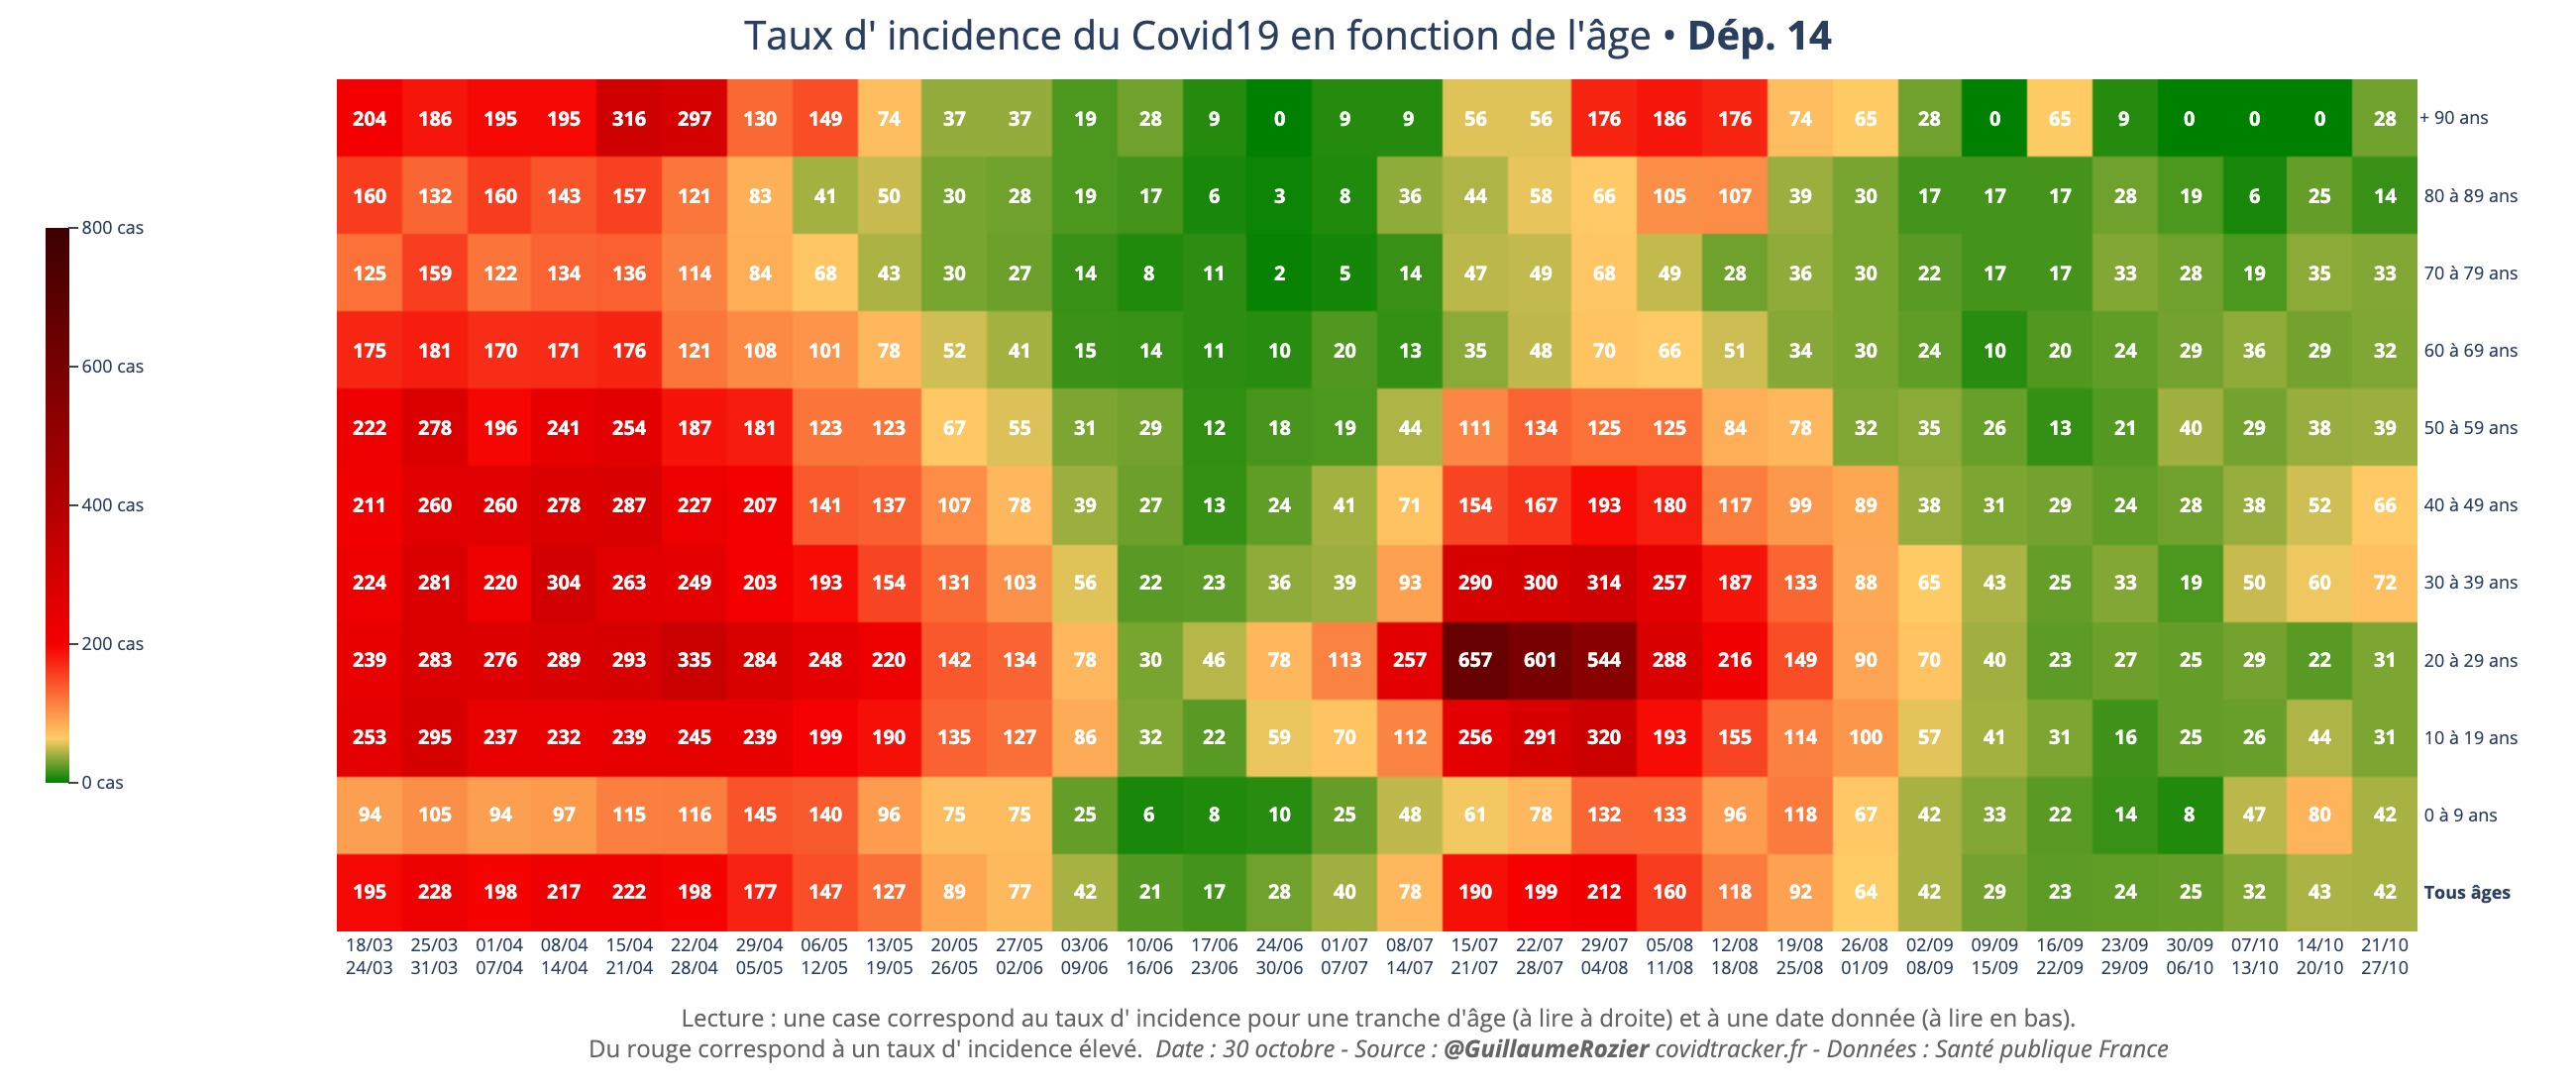 Taux d' incidence du Covid19 en fonction de l'âge • Dép. 14
800 cas
600 cas
400 cas
200 cas
0 cas
204 186 195 195 316 297 130 149 74 37 37 19 28 9 0 9 9 56 56 176 186 176 74 65 28 0 65 9 0 0 0 28 + 90 ans
160 132 160 143 157 121 83 41 50 30 28 19 17 6 3 8 36 44 58 66 105 107 39 30 17 17 17 28 19 6 25 14 80 à 89 ans
125 159 122 134 136 114 84 68 43 30 27 14 8 11 2 5 14 47 49 68 49 28 36 30 22 17 17 33 28 19 35 33 70 à 79 ans
175 181 170 171 176 121 108 101 78 52 41 15 14 11 10 20 13 35 48 70 66 51 34 30 24 10 20 24 29 36 29 32 60 à 69 ans
222 278 196 241 254 187 181 123 123 67 55 31 29 12 18 19 44 111 134 125 125 84 78 32 35 26 13 21 40 29 38 39 50 à 59 ans
211 260 260 278 287 227 207 141 137 107 78 39 27 13 24 41 71 154 167 193 180 117 99 89 38 31 29 24 28 38 52 66 40 à 49 ans
224 281 220 304 263 249 203 193 154 131 103 56 22 23 36 39 93 290 300 314 257 187 133 88 65 43 25 33 19 50 60 72 30 à 39 ans
239 283 276 289 293 335 284 248 220 142 134 78 30 46 78 113 257 657 601 544 288 216 149 90 70 40 23 27 25 29 22 31 20 à 29 ans
253 295 237 232 239 245 239 199 190 135 127 86 32 22 59 70 112 256 291 320 193 155 114 100 57 41 31 16 25 26 44 31 10 à 19 ans
94 105 94 97 115 116 145 140 96 75 75 25 6 8 10 25 48 61 78 132 133 96 118 67 42 33 22 14 8 47 80 42 0 à 9 ans
195 228 198 217 222 198 177 147 127 89 77 42 21 17 28 40 78 190 199 212 160 118 92 64 42 29 23 24 25 32 43 42 Tous âges
18/03 25/03 01/04 08/04 15/04 22/04 29/04 06/05 13/05 20/05 27/05 03/06 10/06 17/06 24/06 01/07 08/07 15/07 22/07 29/07 05/08 12/08 19/08 26/08 02/09 09/09 16/09 23/09 30/09 07/10 14/10 21/10
24/03 31/03 07/04 14/04 21/04 28/04 05/05 12/05 19/05 26/05 02/06 09/06 16/06 23/06 30/06 07/07 14/07 21/07 28/07 04/08 11/08 18/08 25/08 01/09 08/09 15/09 22/09 29/09 06/10 13/10 20/10 27/10
Lecture : une case correspond au taux d' incidence pour une tranche d'âge (à lire à droite) et à une date donnée (à lire en bas).
Du rouge correspond à un taux d' incidence élevé. Date : 30 octobre - Source : @GuillaumeRozier covidtracker.fr - Données : Santé publique France